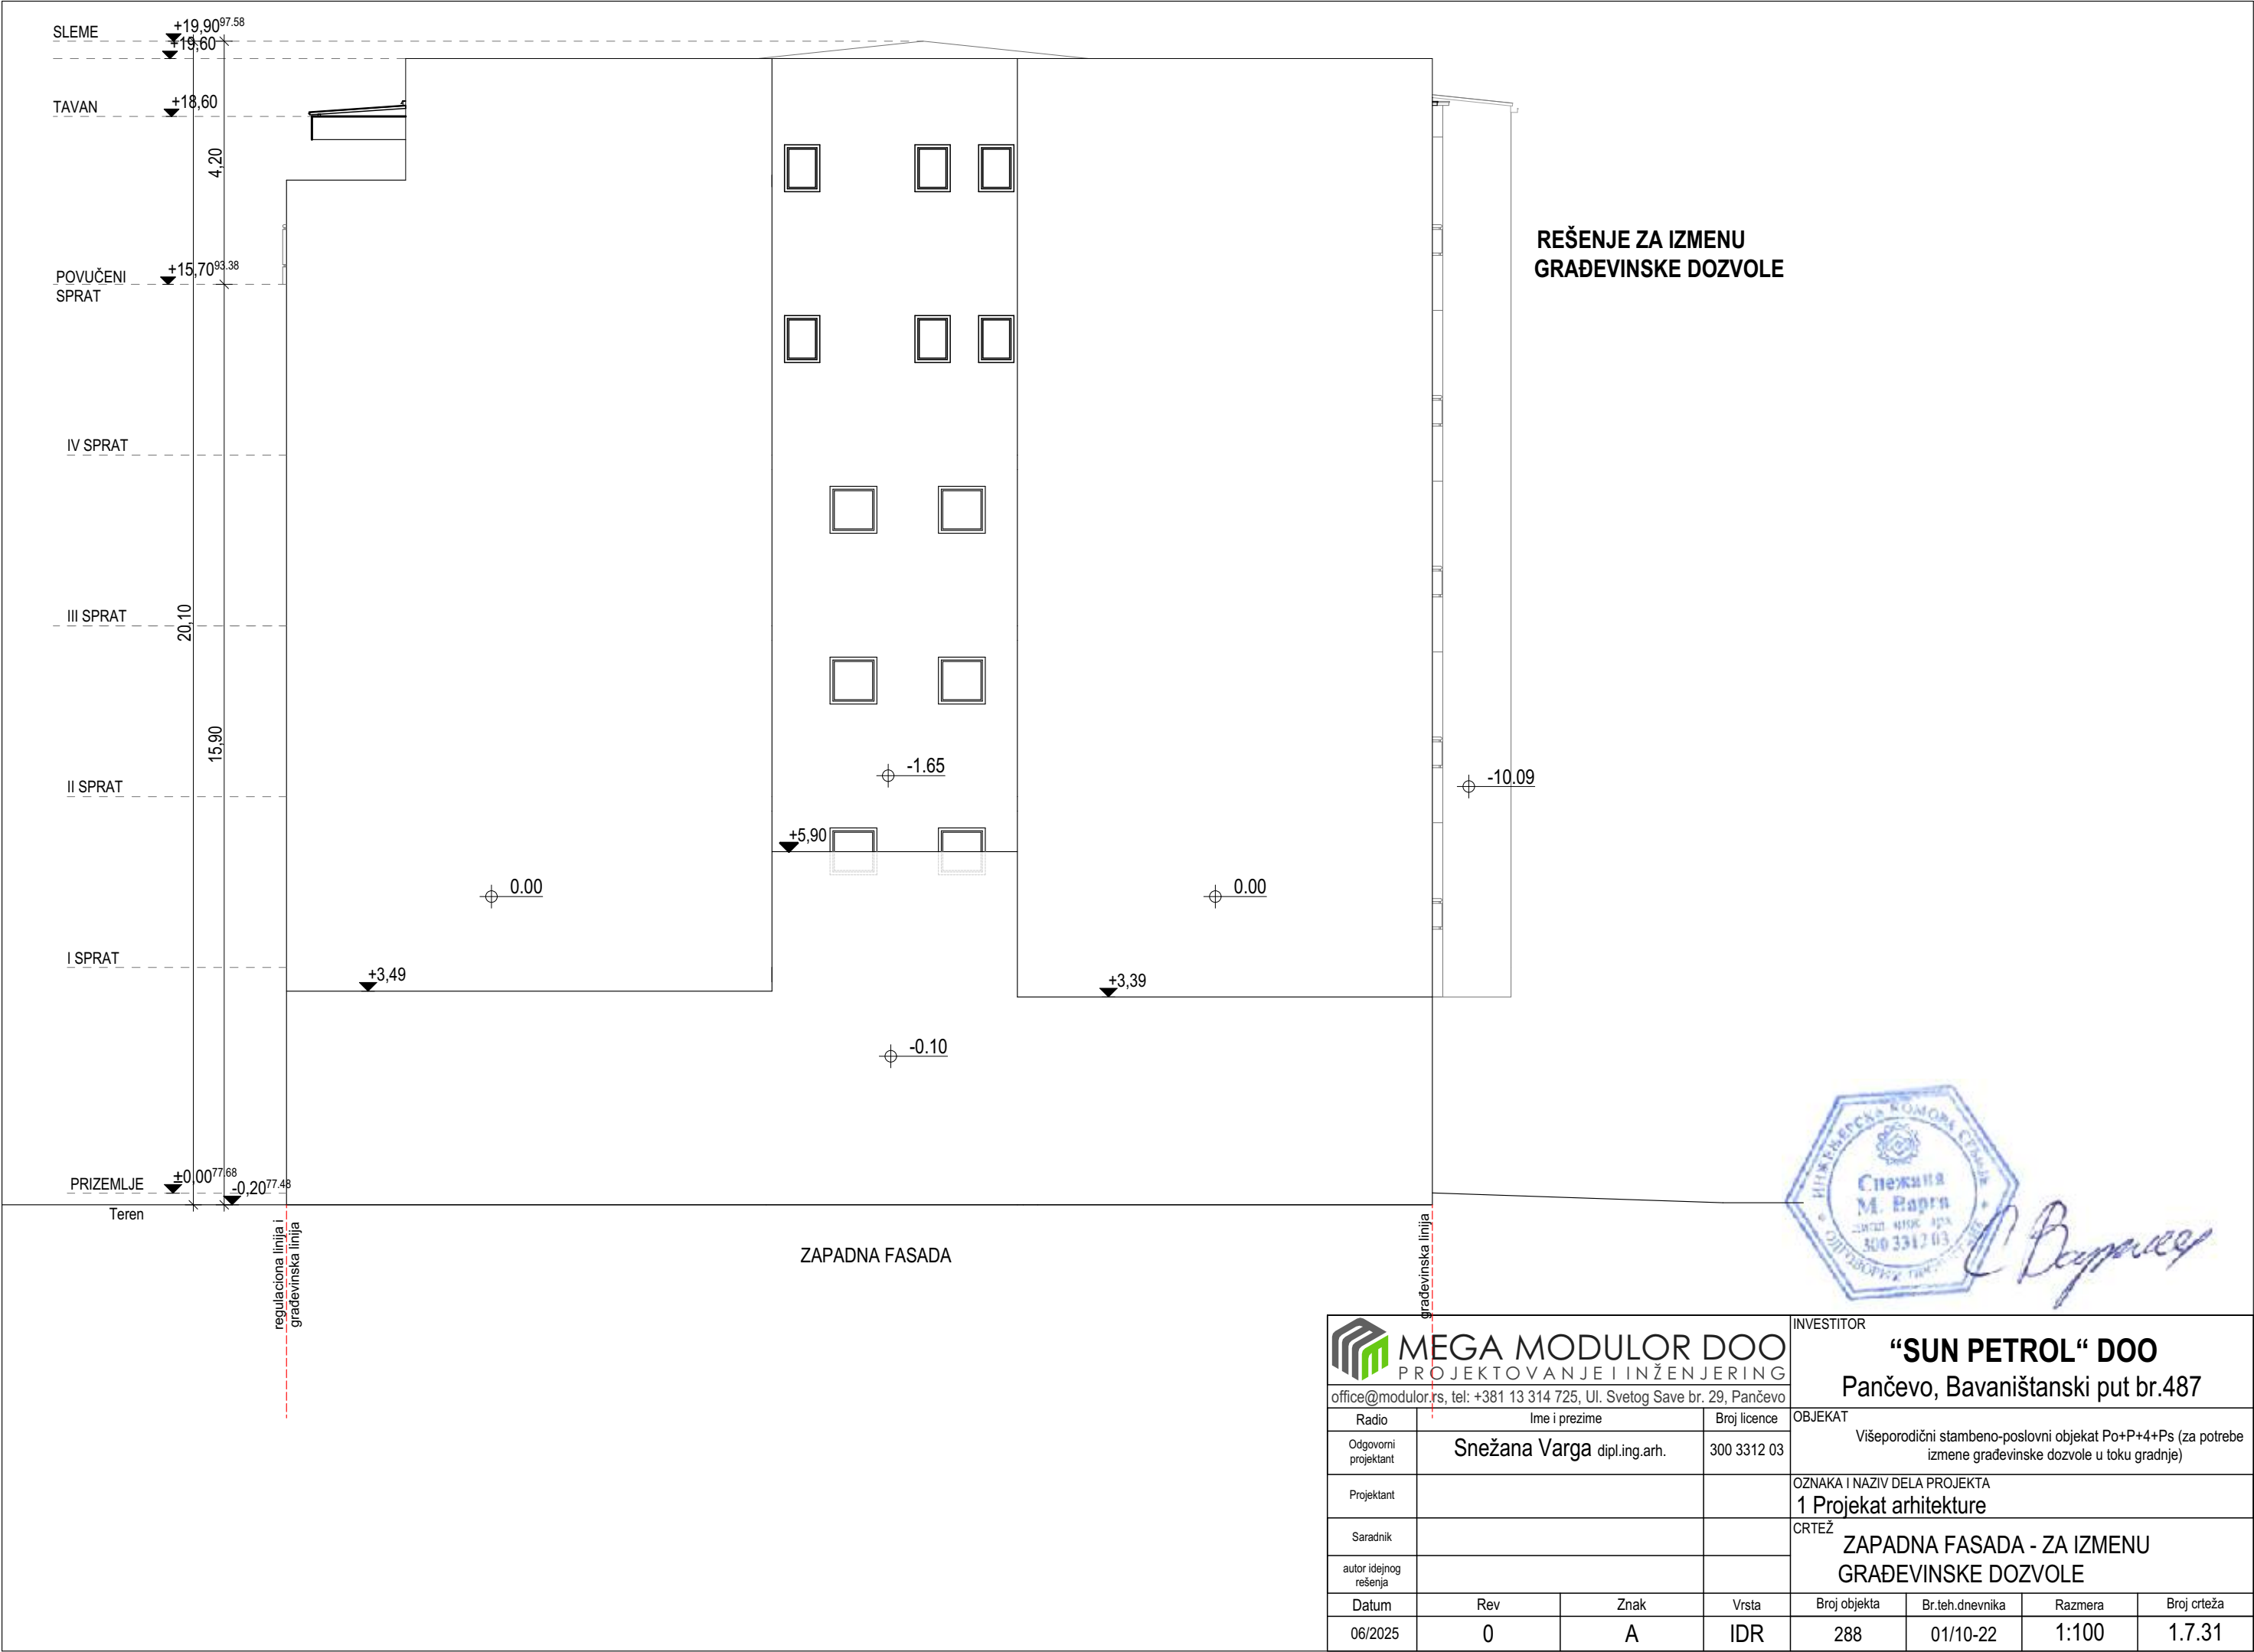 SLEME
+19,90 97.58
+19,60
TAVAN
+18,60
4,20
POVUČENI
SPRAT
+15,70 93.38
IV SPRAT
III SPRAT
20,10
15,90
II SPRAT
I SPRAT
PRIZEMLJE
±0,00 77.68
-0,20 77.48
Teren
regulaciona linija i
građevinska linija
-1.65
+5,90
0.00
0.00
+3,49
+3,39
-0.10
-10.09
REŠENJE ZA IZMENU
GRAĐEVINSKE DOZVOLE
ZAPADNA FASADA
građevinska linija
ИНЖЕЊЕРСКА КОМОРА СРБИЈЕ
Снежана
М. Варга
300 3312 03
MEGA MODULOR DOO
PROJEKTOVANJE I INŽENJERING
office@modulor.rs, tel: +381 13 314 725, Ul. Svetog Save br. 29, Pančevo
INVESTITOR
“SUN PETROL“ DOO
Pančevo, Bavaništanski put br.487
Radio
Ime i prezime
Broj licence
Odgovorni
projektant
Snežana Varga dipl.ing.arh.
300 3312 03
Projektant
Saradnik
autor idejnog
rešenja
OBJEKAT
Višeporodični stambeno-poslovni objekat Po+P+4+Ps (za potrebe
izmene građevinske dozvole u toku gradnje)
OZNAKA I NAZIV DELA PROJEKTA
1 Projekat arhitekture
CRTEŽ
ZAPADNA FASADA - ZA IZMENU
GRAĐEVINSKE DOZVOLE
Datum
Rev
Znak
Vrsta
Broj objekta
Br.teh.dnevnika
Razmera
Broj crteža
06/2025
0
A
IDR
288
01/10-22
1:100
1.7.31